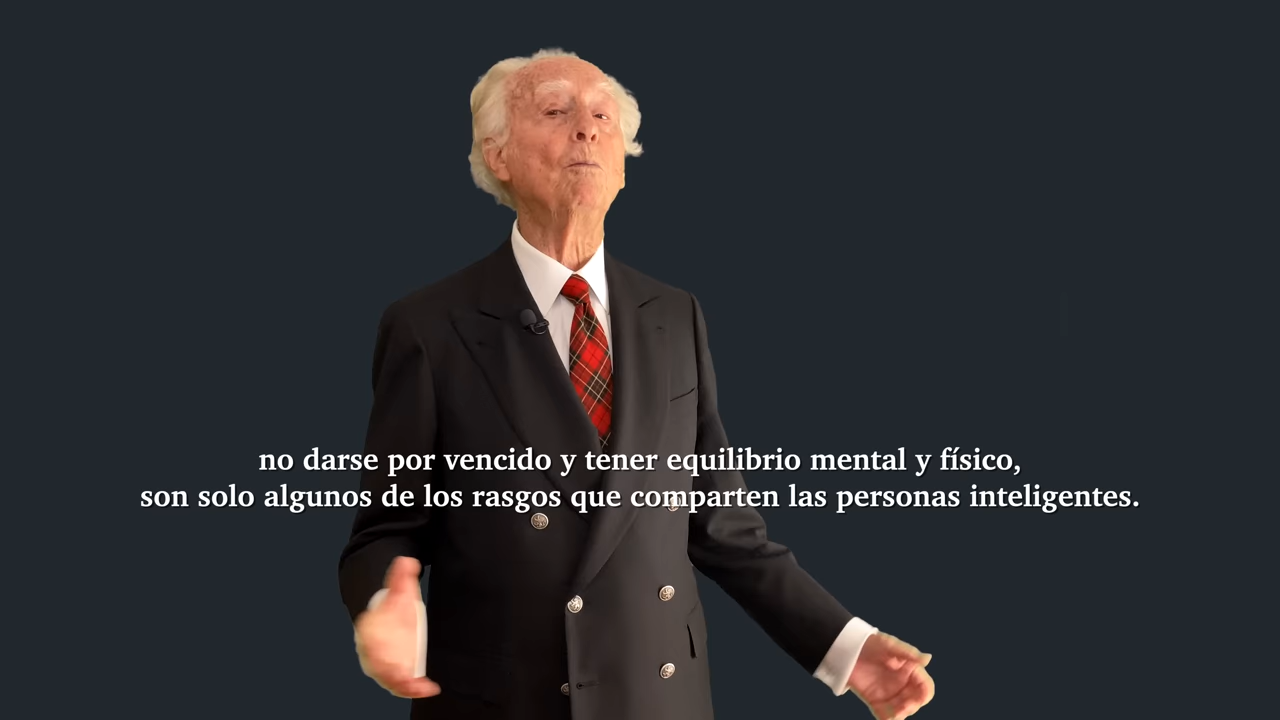 no darse por vencido y tener equilibrio mental y físico,
son solo algunos de los rasgos que comparten las personas inteligentes.